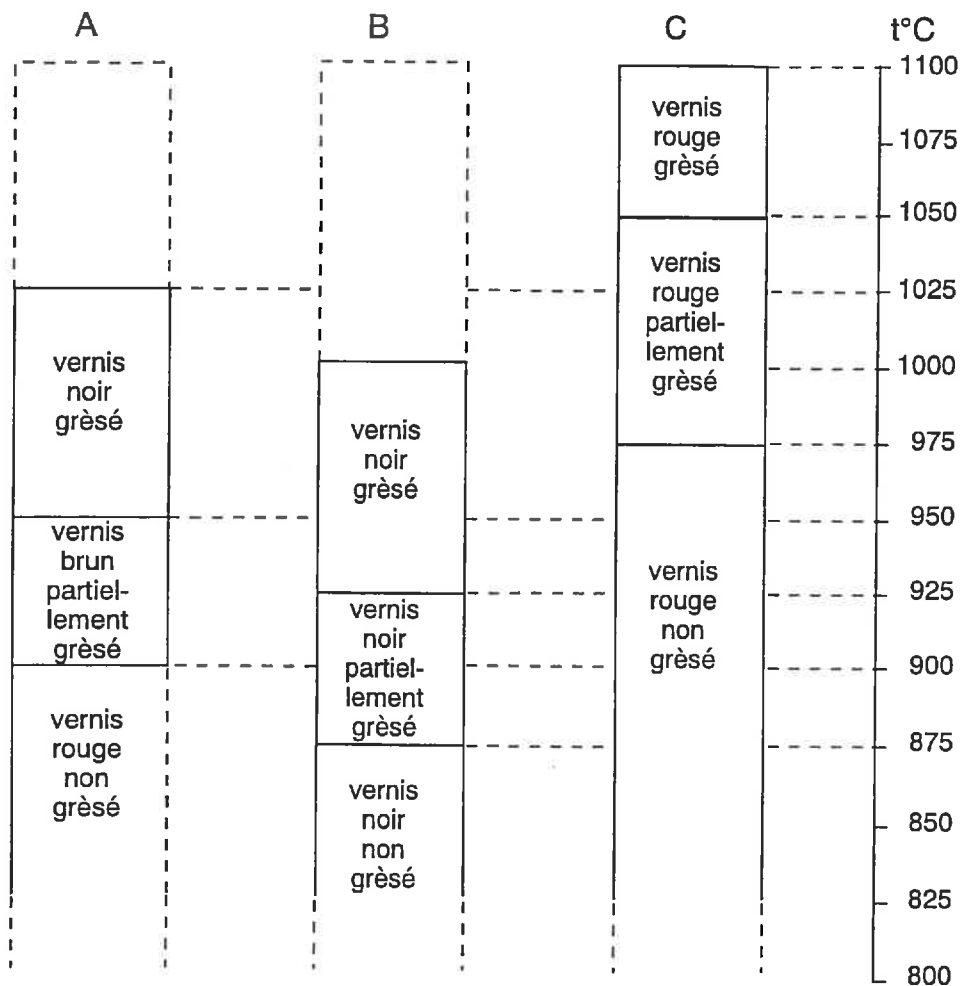 A
B
C
t°C
vernis
noir
grèsé
vernis
brun
partiel-
lement
grèsé
vernis
rouge
non
grèsé
vernis
noir
grèsé
vernis
noir
partiel-
lement
grèsé
vernis
noir
non
grèsé
vernis
rouge
grèsé
vernis
rouge
partiel-
lement
grèsé
vernis
rouge
non
grèsé
1100
1075
1050
1025
1000
975
950
925
900
875
850
825
800